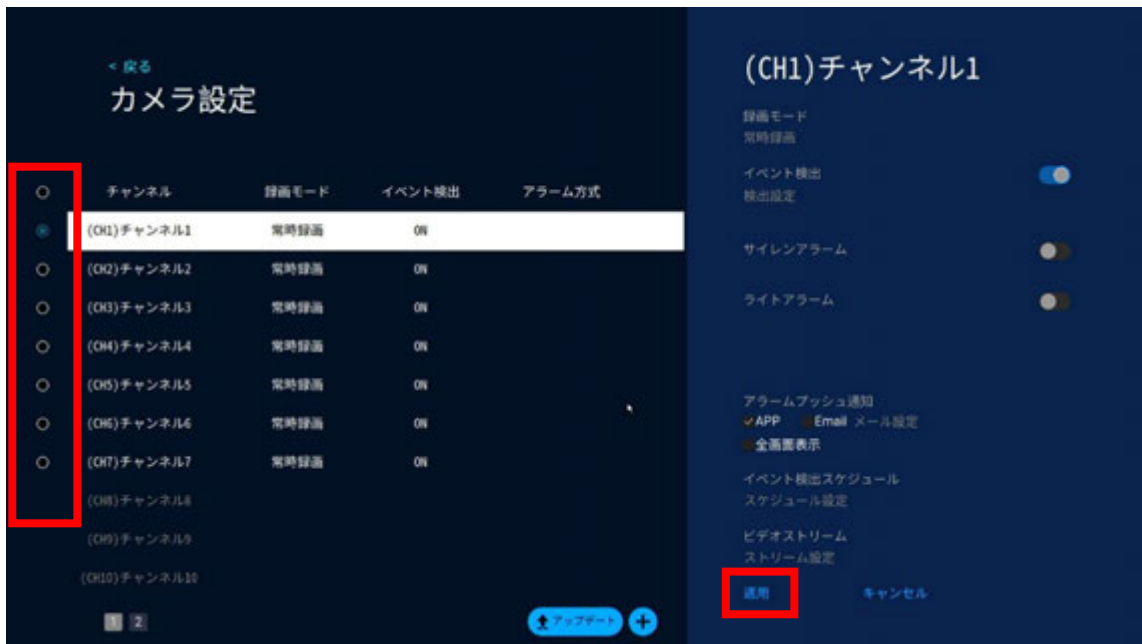 < 戻る
カメラ設定
チャンネル 録画モード イベント検出 アラーム方式
(CH1)チャンネル1 常時録画 ON
(CH2)チャンネル2 常時録画 ON
(CH3)チャンネル3 常時録画 ON
(CH4)チャンネル4 常時録画 ON
(CH5)チャンネル5 常時録画 ON
(CH6)チャンネル6 常時録画 ON
(CH7)チャンネル7 常時録画 ON
(CH8)チャンネル8
(CH9)チャンネル9
(CH10)チャンネル10
1 2
アップデート
(CH1)チャンネル1
録画モード
常時録画
イベント検出
検出設定
サイレンアラーム
ライトアラーム
アラームプッシュ通知
APP Email メール設定
全画面表示
イベント検出スケジュール
スケジュール設定
ビデオストリーム
ストリーム設定
適用 キャンセル